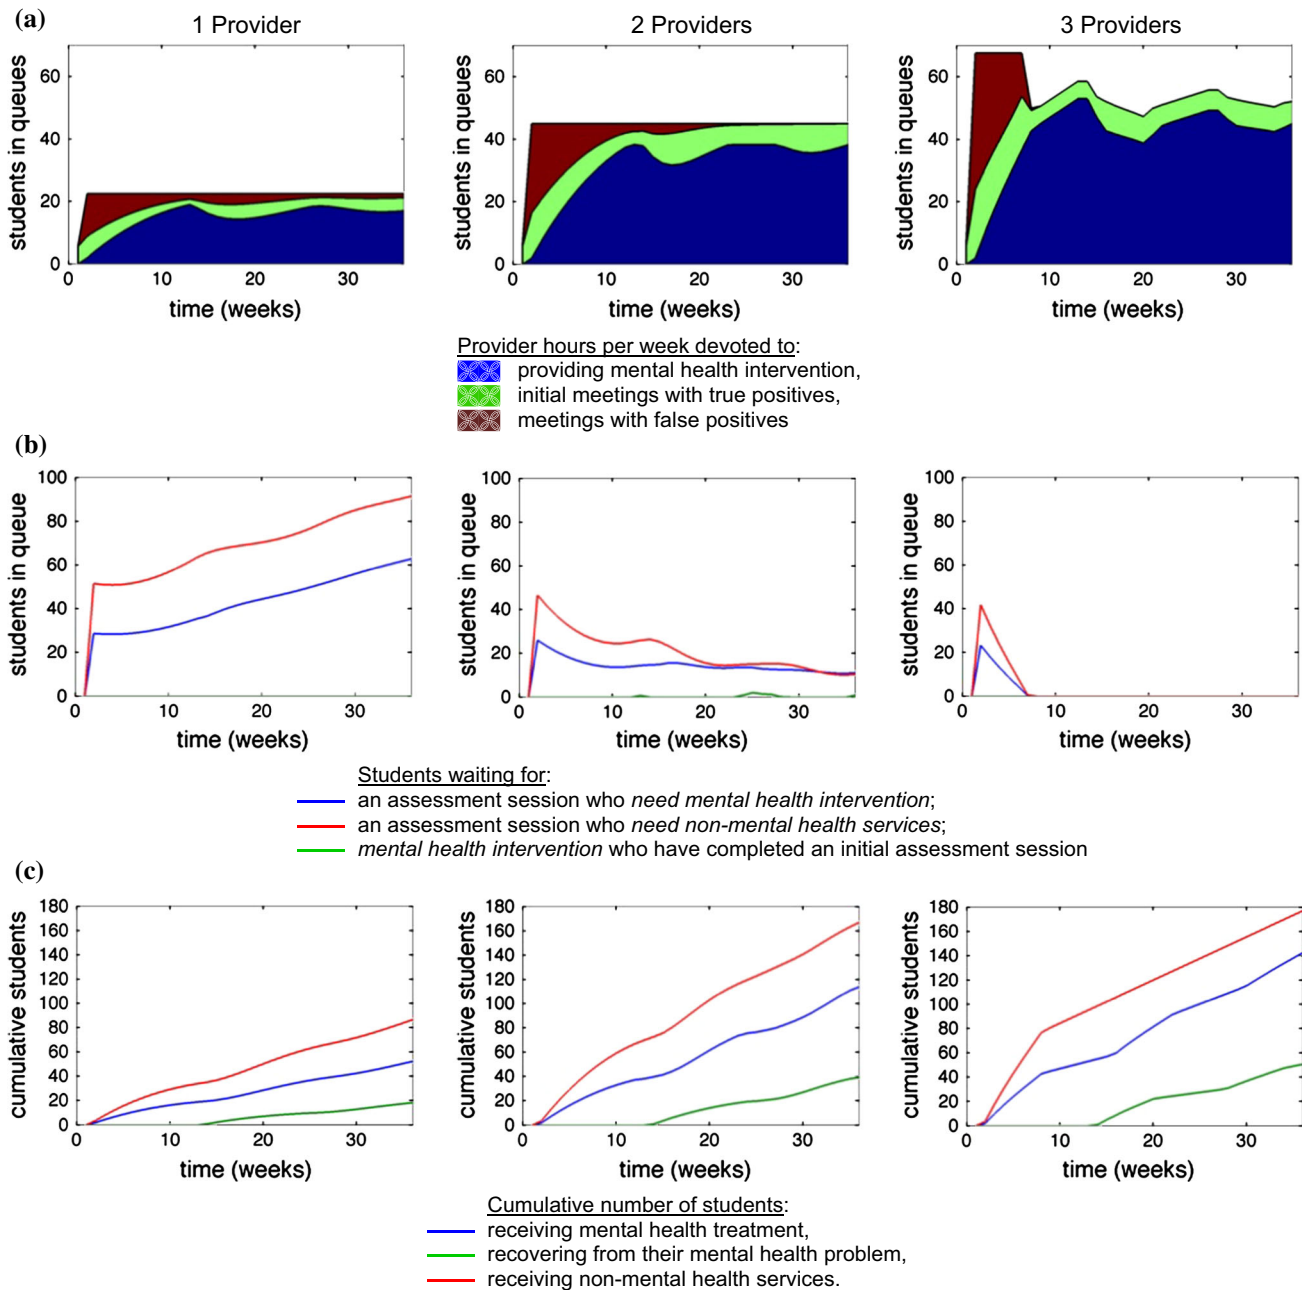 (a)
1 Provider
2 Providers
3 Providers
students in queues
60
40
20
0
0
10
20
30
time (weeks)
students in queues
60
40
20
0
0
10
20
30
time (weeks)
students in queues
60
40
20
0
0
10
20
30
time (weeks)
Provider hours per week devoted to:
providing mental health intervention,
initial meetings with true positives,
meetings with false positives
(b)
students in queue
100
80
60
40
20
0
0
10
20
30
time (weeks)
students in queue
100
80
60
40
20
0
0
10
20
30
time (weeks)
students in queue
100
80
60
40
20
0
0
10
20
30
time (weeks)
Students waiting for:
an assessment session who need mental health intervention;
an assessment session who need non-mental health services;
mental health intervention who have completed an initial assessment session
(c)
cumulative students
180
160
140
120
100
80
60
40
20
0
0
10
20
30
time (weeks)
cumulative students
180
160
140
120
100
80
60
40
20
0
0
10
20
30
time (weeks)
cumulative students
180
160
140
120
100
80
60
40
20
0
0
10
20
30
time (weeks)
Cumulative number of students:
receiving mental health treatment,
recovering from their mental health problem,
receiving non-mental health services.